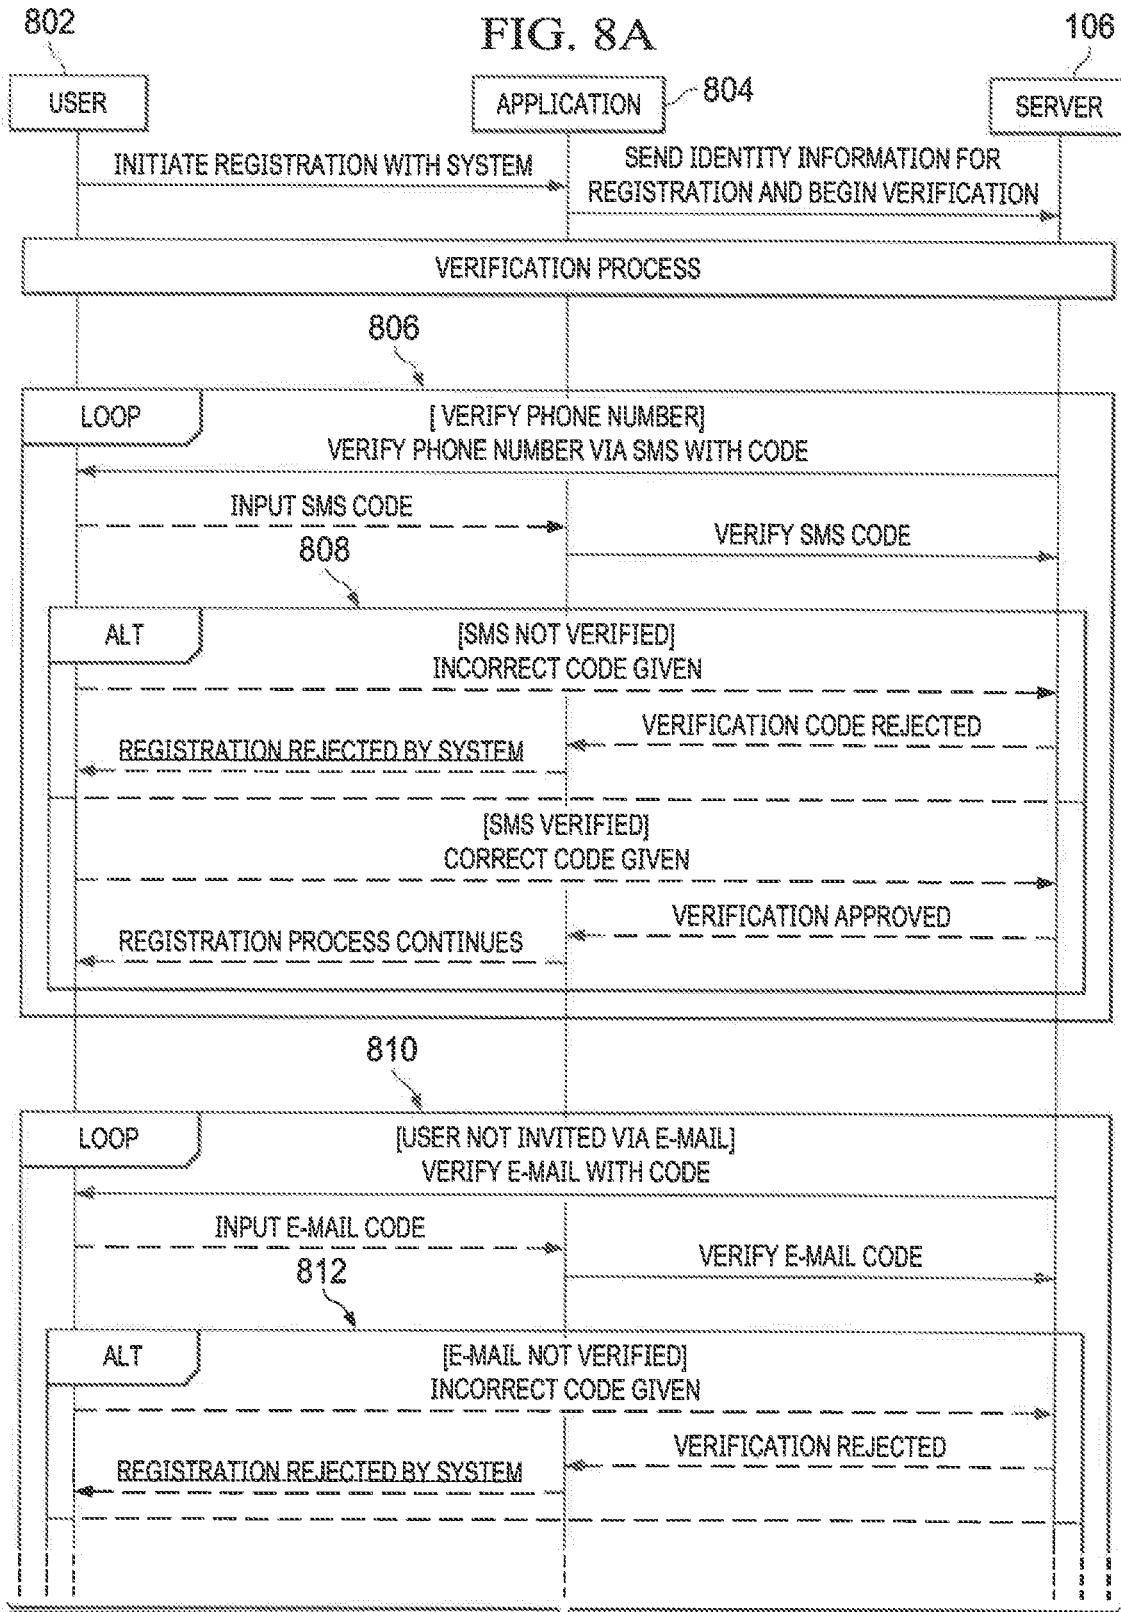 802
FIG. 8A
106
USER
APPLICATION
804
SERVER
INITIATE REGISTRATION WITH SYSTEM
SEND IDENTITY INFORMATION FOR
REGISTRATION AND BEGIN VERIFICATION
VERIFICATION PROCESS
806
LOOP
[ VERIFY PHONE NUMBER]
VERIFY PHONE NUMBER VIA SMS WITH CODE
INPUT SMS CODE
VERIFY SMS CODE
808
ALT
[SMS NOT VERIFIED]
INCORRECT CODE GIVEN
VERIFICATION CODE REJECTED
REGISTRATION REJECTED BY SYSTEM
[SMS VERIFIED]
CORRECT CODE GIVEN
VERIFICATION APPROVED
REGISTRATION PROCESS CONTINUES
810
LOOP
[USER NOT INVITED VIA E-MAIL]
VERIFY E-MAIL WITH CODE
INPUT E-MAIL CODE
VERIFY E-MAIL CODE
812
ALT
[E-MAIL NOT VERIFIED]
INCORRECT CODE GIVEN
VERIFICATION REJECTED
REGISTRATION REJECTED BY SYSTEM